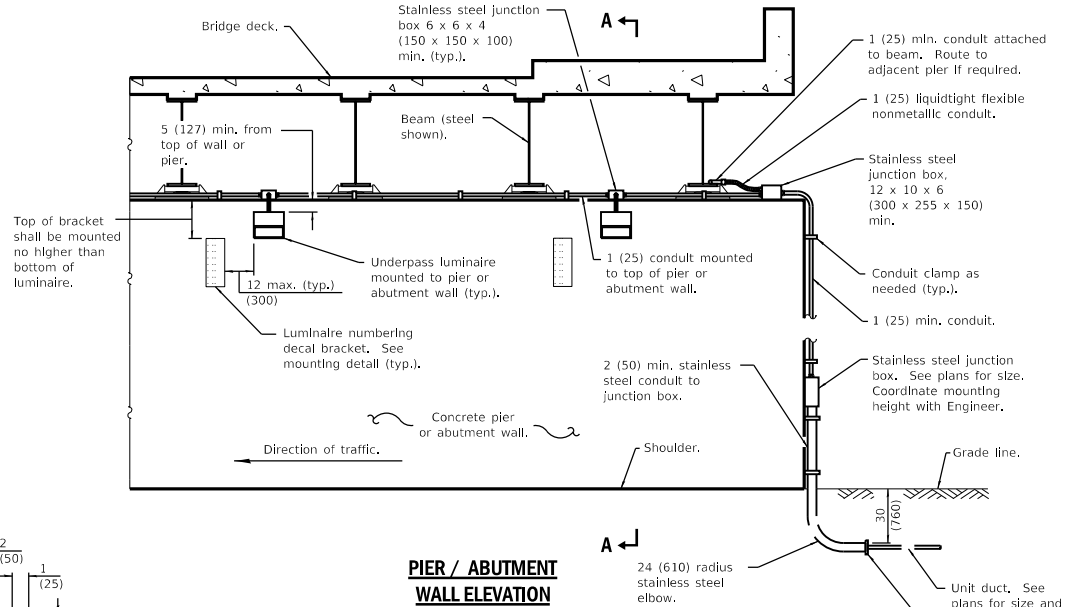 Bridge deck.
Stainless steel junction
box 6 x 6 x 4
(150 x 150 x 100)
min. (typ.).
A
1 (25) min. conduit attached
to beam. Route to
adjacent pier if required.
1 (25) liquidtight flexible
nonmetallic conduit.
5 (127) min. from
top of wall or
pier.
Beam (steel
shown).
Stainless steel
junction box,
12 x 10 x 6
(300 x 255 x 150)
min.
Top of bracket
shall be mounted
no higher than
bottom of
luminaire.
12 max. (typ.)
(300)
Underpass luminaire
mounted to pier or
abutment wall (typ.).
1 (25) conduit mounted
to top of pier or
abutment wall.
Conduit clamp as
needed (typ.).
1 (25) min. conduit.
Luminaire numbering
decal bracket. See
mounting detail (typ.).
2 (50) min. stainless
steel conduit to
junction box.
Stainless steel junction
box. See plans for size.
Coordinate mounting
height with Engineer.
Concrete pier
or abutment wall.
Direction of traffic.
Shoulder.
Grade line.
30
(760)
A
24 (610) radius
stainless steel
elbow.
Unit duct. See
plans for size and
2
(50)
1
(25)
PIER / ABUTMENT
WALL ELEVATION